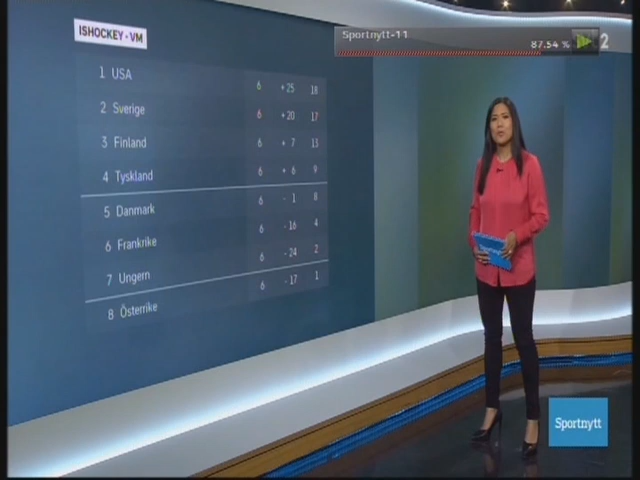 ISHOCKEY - VM
Sportnytt-11
87.54 %
2
1 USA 6 +25 18
2 Sverige 6 +20 17
3 Finland 6 + 7 13
4 Tyskland 6 + 6 9
5 Danmark 6 - 1 8
6 Frankrike 6 - 16 4
7 Ungern 6 - 24 2
8 Österrike 6 - 17 1
Sportnytt